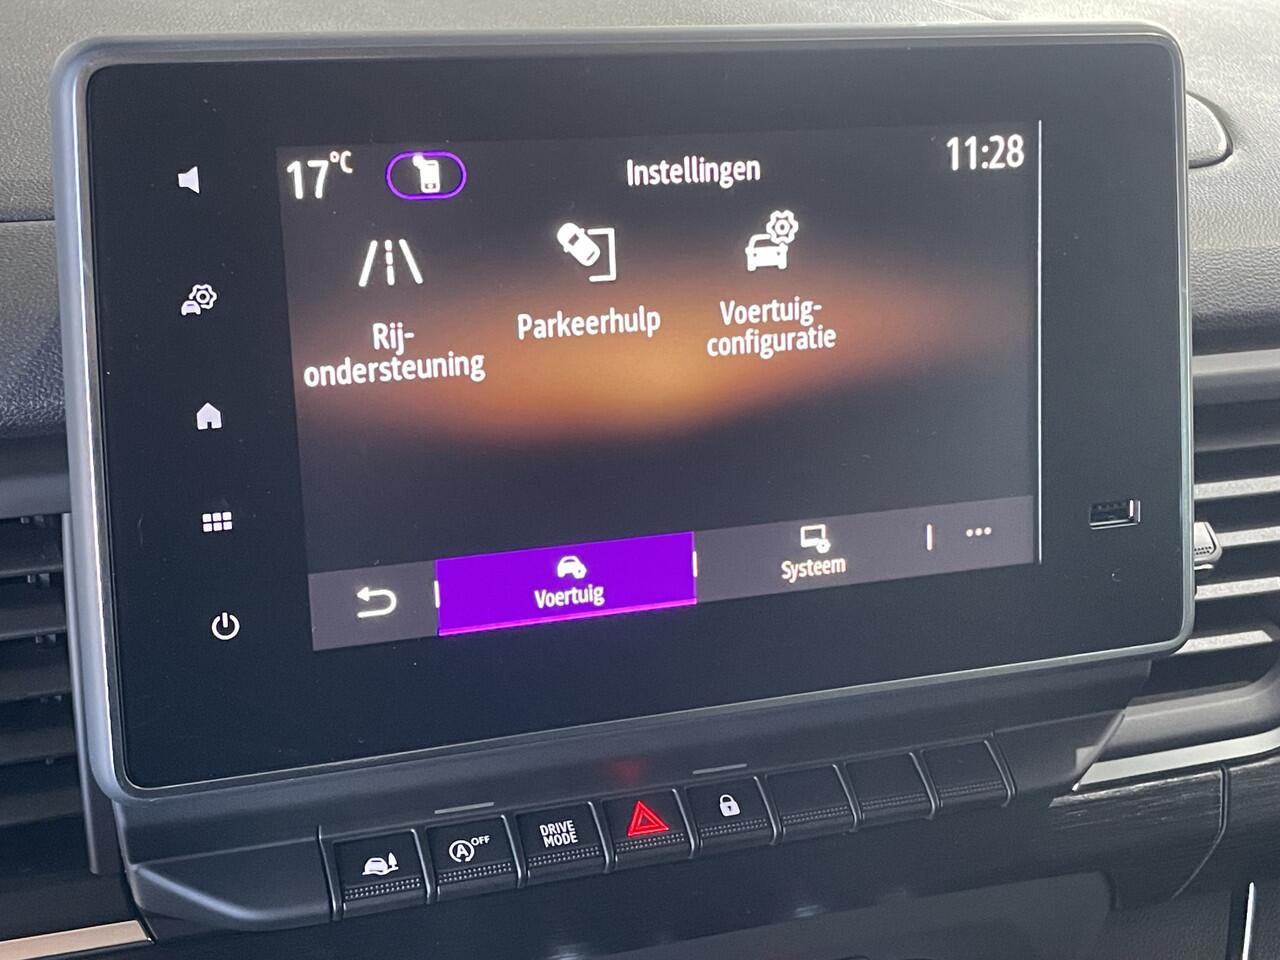 17°C
Instellingen
11:28
Rij-
ondersteuning
Parkeerhulp
Voertuig-
configuratie
Voertuig
Systeem
A OFF
DRIVE
MODE